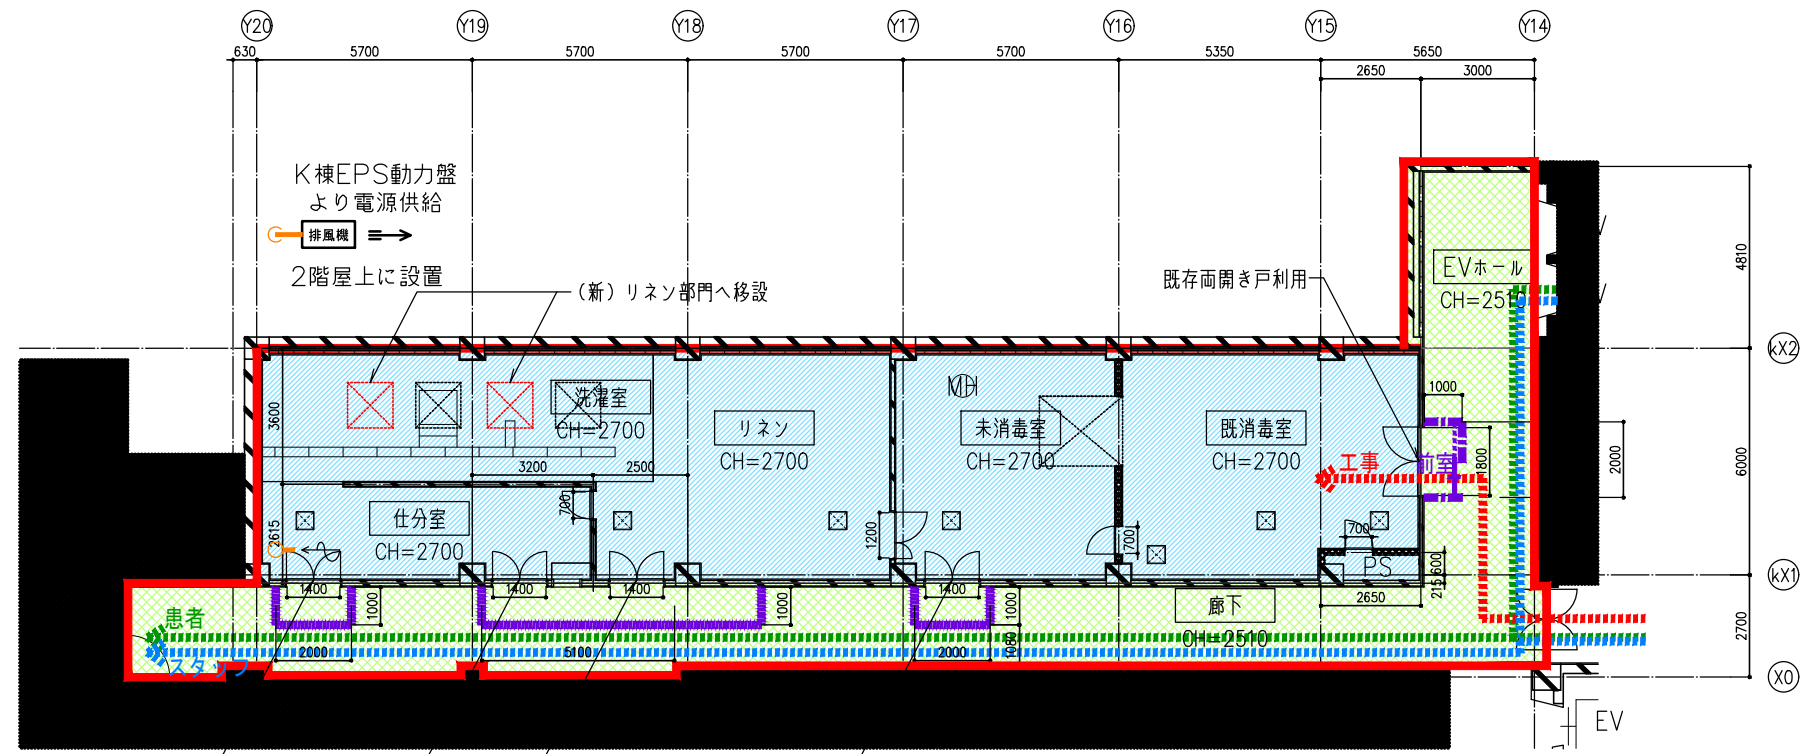 Y20 Y19 Y18 Y17 Y16 Y15 Y14
630 5700 5700 5700 5700 5350 5650
2650 3000
K棟EPS動力盤
より電源供給
排風機
2階屋上に設置
(新)リネン部門へ移設
既存両開き戸利用
EVホール
CH=2510
4810
kX2
洗濯室
CH=2700
リネン
CH=2700
MH
未消毒室
CH=2700
既消毒室
CH=2700
3600
3200 2500
1000
1800
2000
6000
工事
前室
仕分室
CH=2700
2615
700
1200
700
700
PS
600
215
2650
kX1
1400 1400 1400 1400
1000 1000 1000
1080
廊下
CH=2510
2700
患者
スタッフ
2000 5100 2000
X0
EV